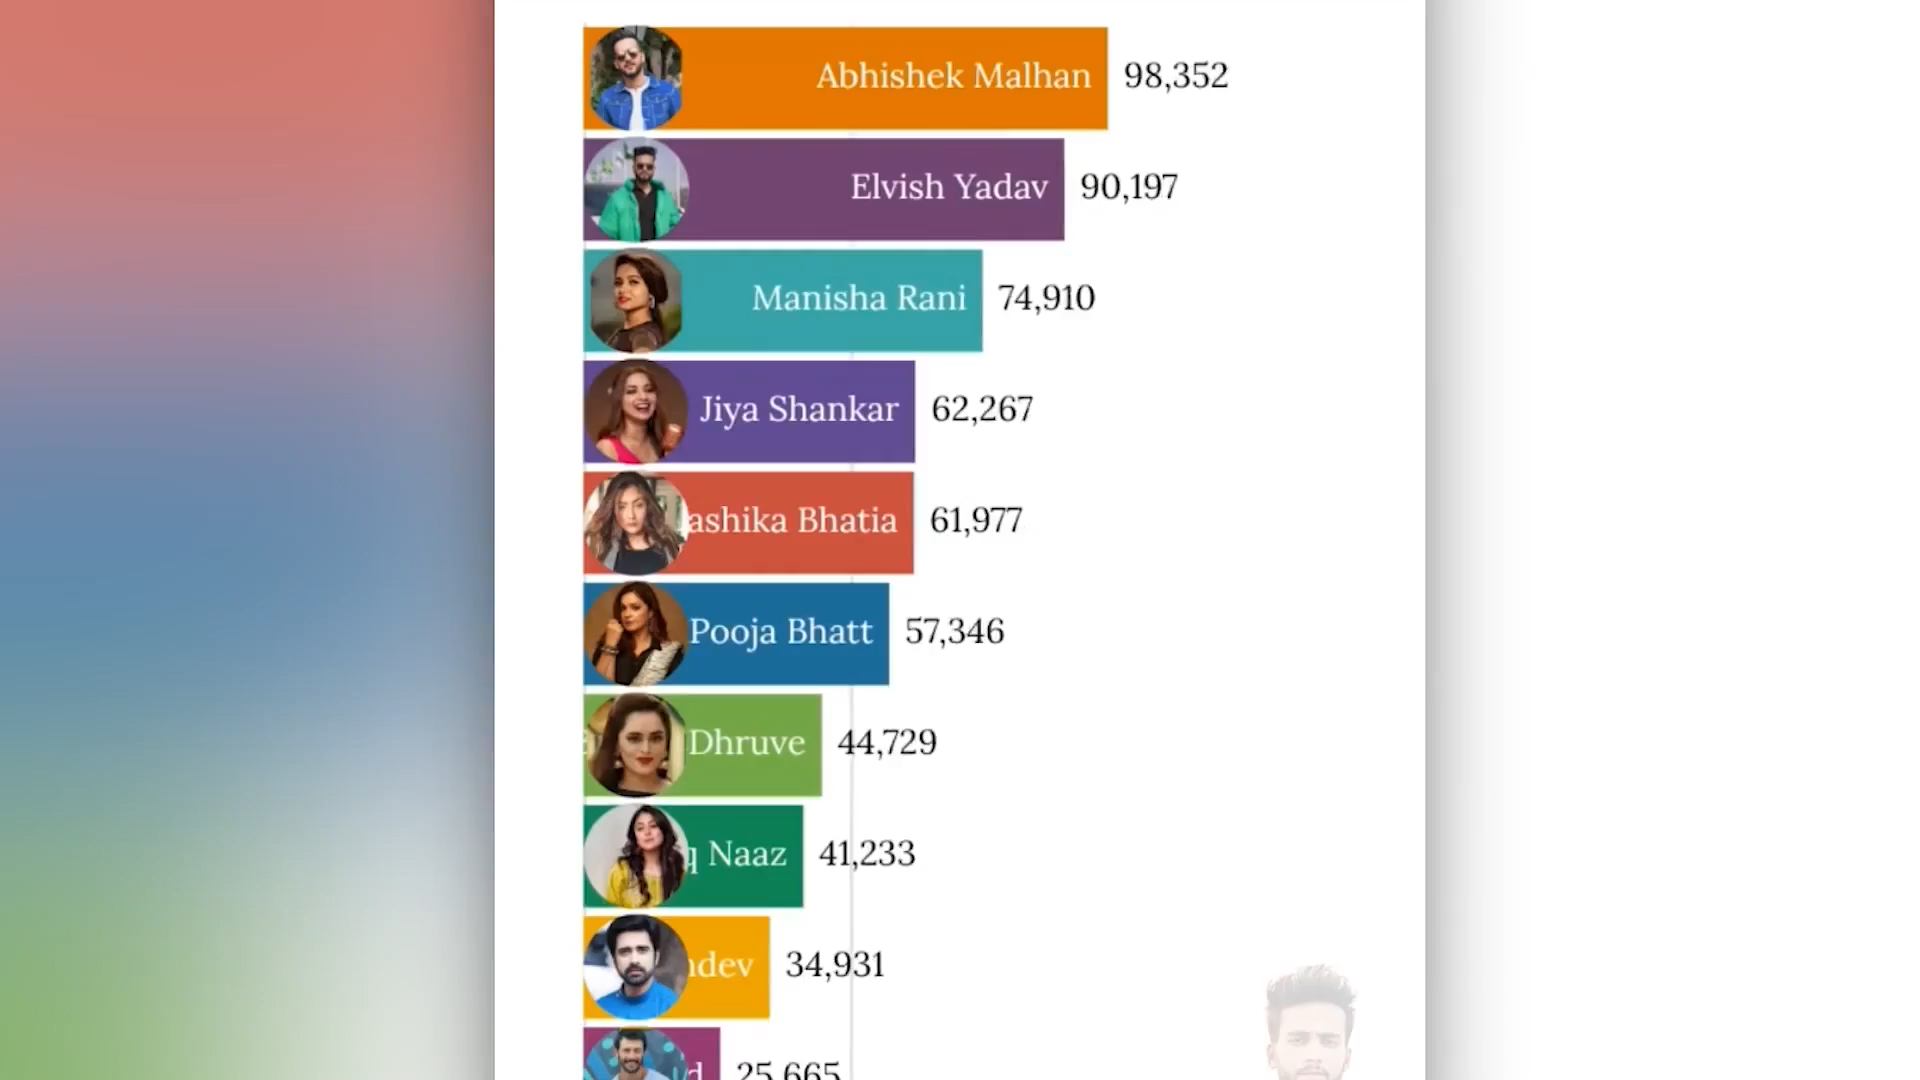 Abhishek Malhan 98,352
Elvish Yadav 90,197
Manisha Rani 74,910
Jiya Shankar 62,267
ashika Bhatia 61,977
Pooja Bhatt 57,346
Dhruve 44,729
q Naaz 41,233
dev 34,931
d 25,665